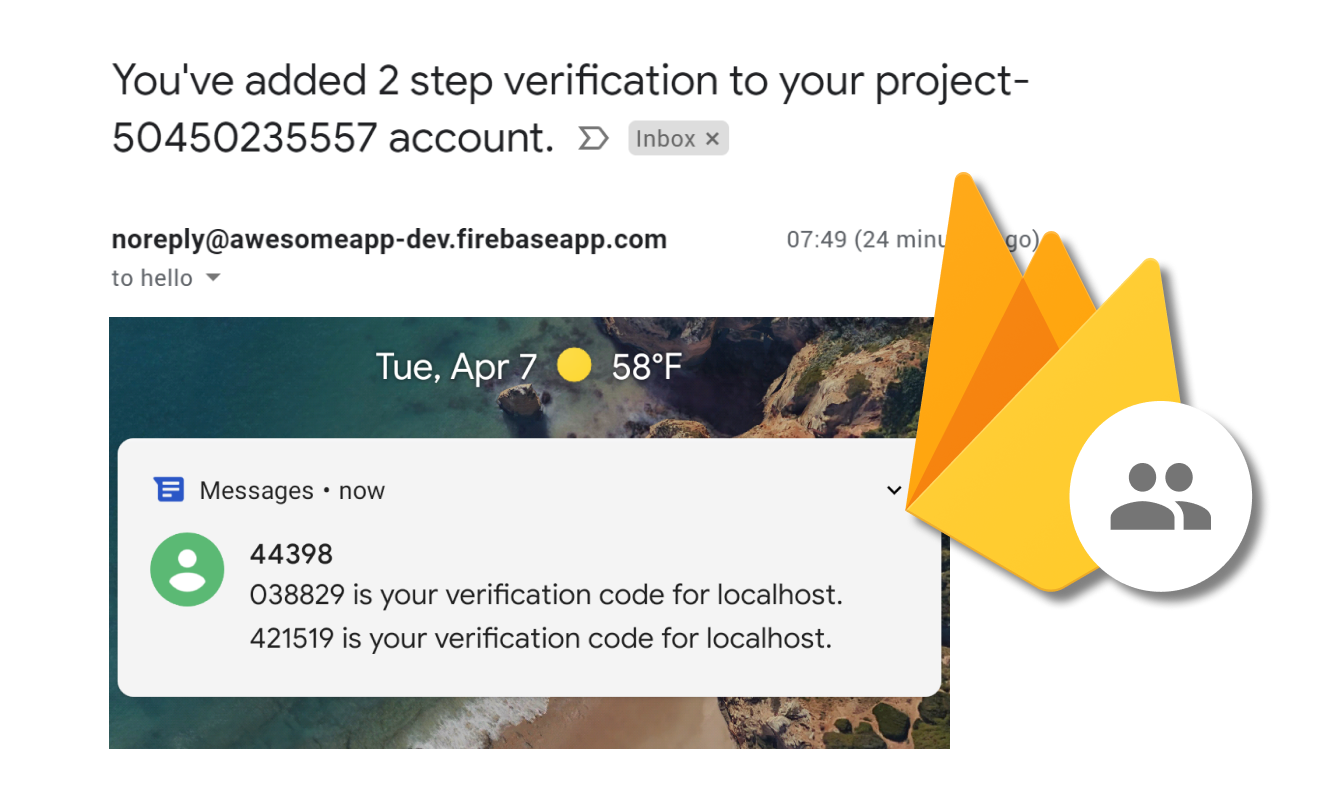 You've added 2 step verification to your project-
50450235557 account. Inbox ×
noreply@awesomeapp-dev.firebaseapp.com 07:49 (24 go)
to hello
Tue, Apr 7 58°F
Messages • now
44398
038829 is your verification code for localhost.
421519 is your verification code for localhost.